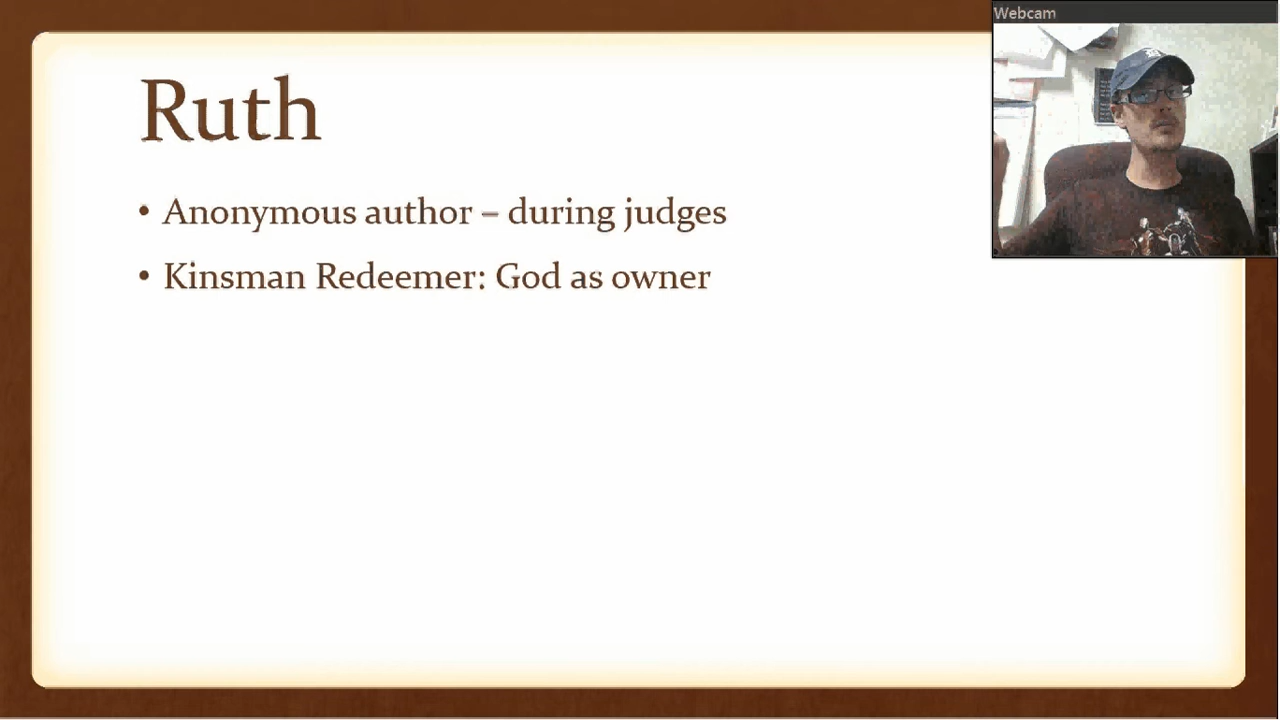 Webcam
Ruth
• Anonymous author – during judges
• Kinsman Redeemer: God as owner